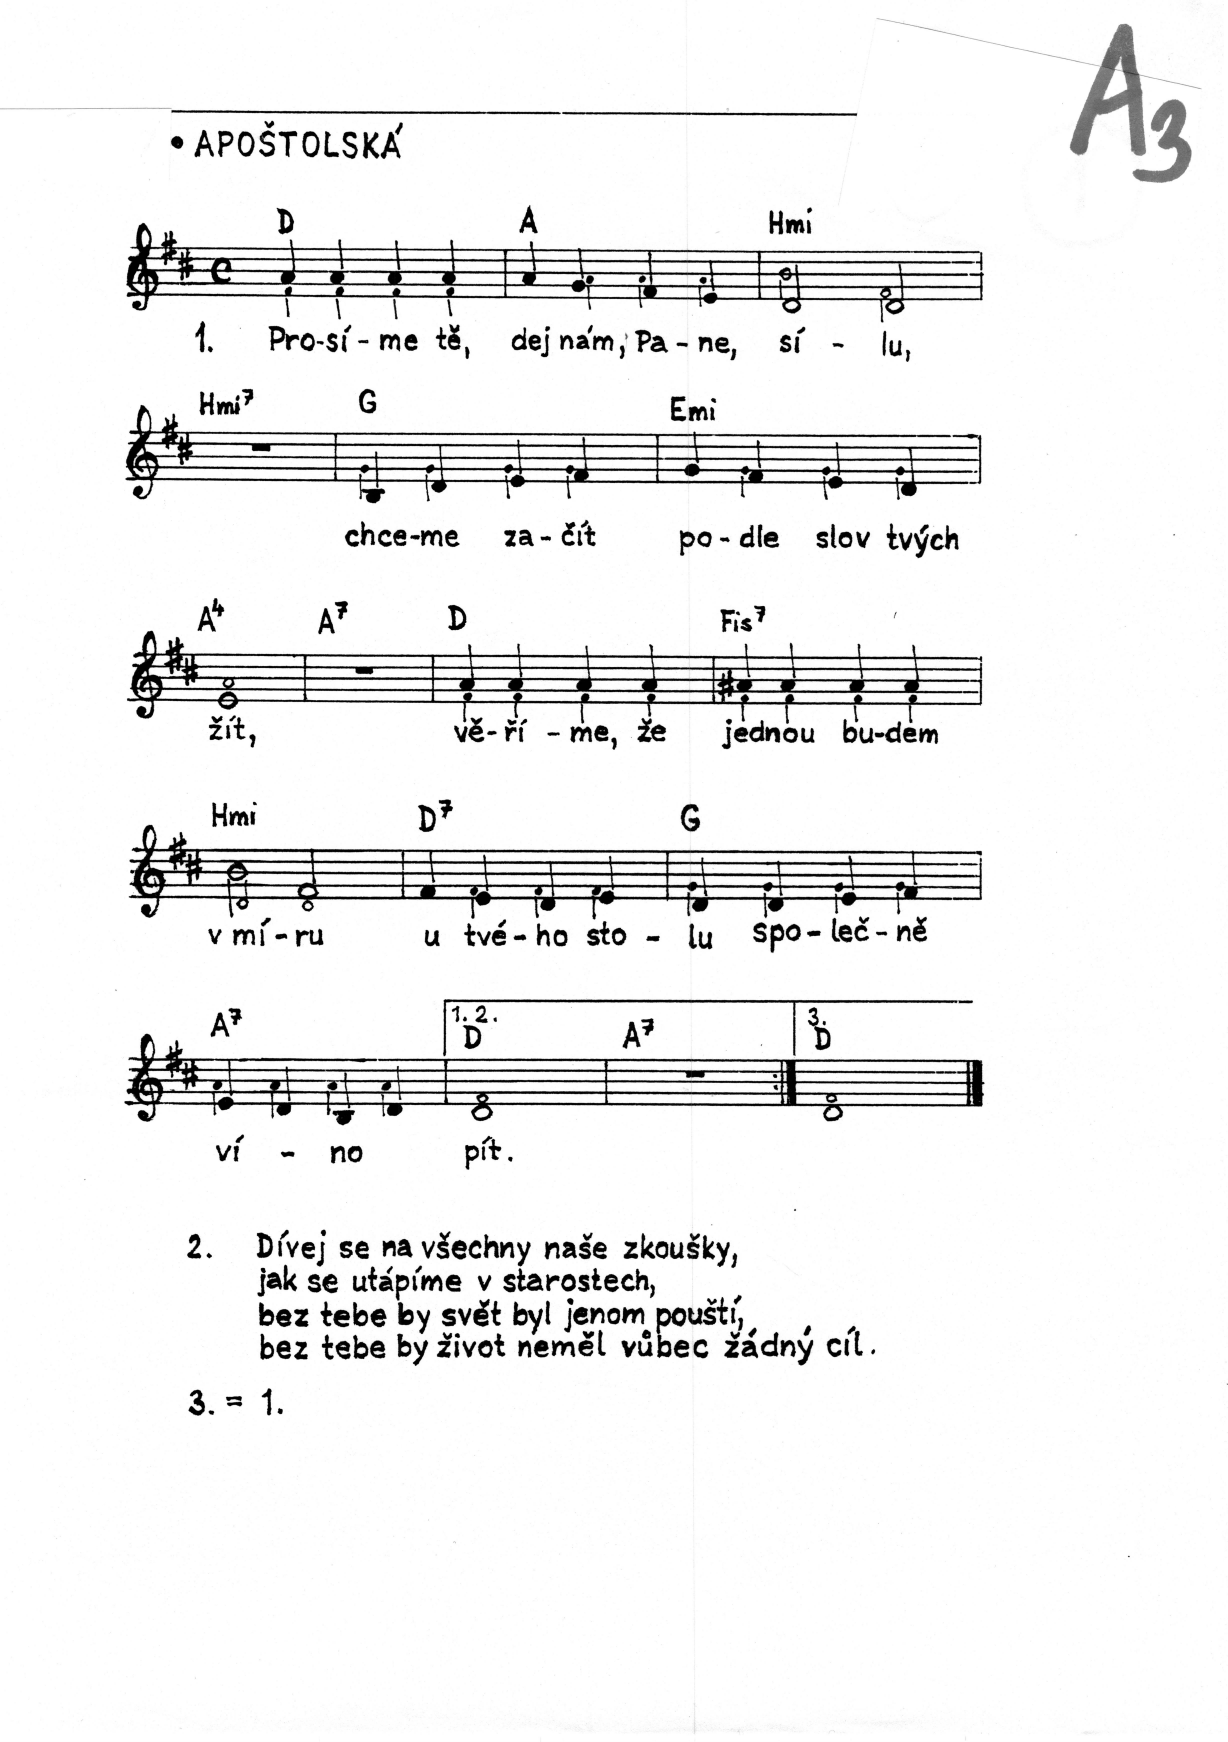 A3
• APOŠTOLSKÁ
D A Hmi
1. Pro-sí-me tě, dej nám, Pa-ne, sí-lu,
Hmi7 G Emi
chce-me za-čít po-dle slov tvých
A4 A7 D Fis7
žít, vě-ří-me, že jednou bu-dem
Hmi D7 G
v mí-ru u tvé-ho sto-lu spo-leč-ně
1. 2. 3.
A7 D A7 D
ví-no pít.
2. Dívej se na všechny naše zkoušky,
jak se utápíme v starostech,
bez tebe by svět byl jenom pouští,
bez tebe by život neměl vůbec žádný cíl.
3. = 1.